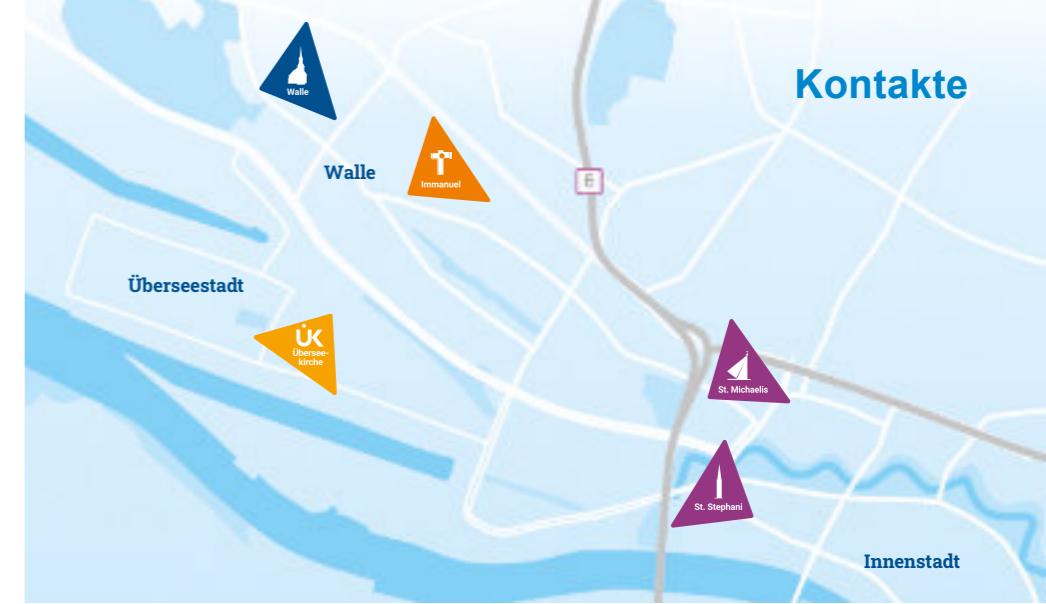 Kontakte
Walle
Walle
Immanuel
6
Überseestadt
ÜK
Übersee-
kirche
St. Michaelis
St. Stephani
Innenstadt